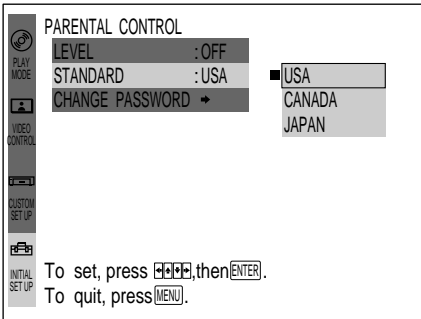 PARENTAL CONTROL
PLAY
MODE
VIDEO
CONTROL
CUSTOM
SET UP
INITIAL
SET UP
LEVEL : OFF
STANDARD : USA
CHANGE PASSWORD ➜
USA
CANADA
JAPAN
To set, press ←↑↓→,then ENTER.
To quit, press MENU.